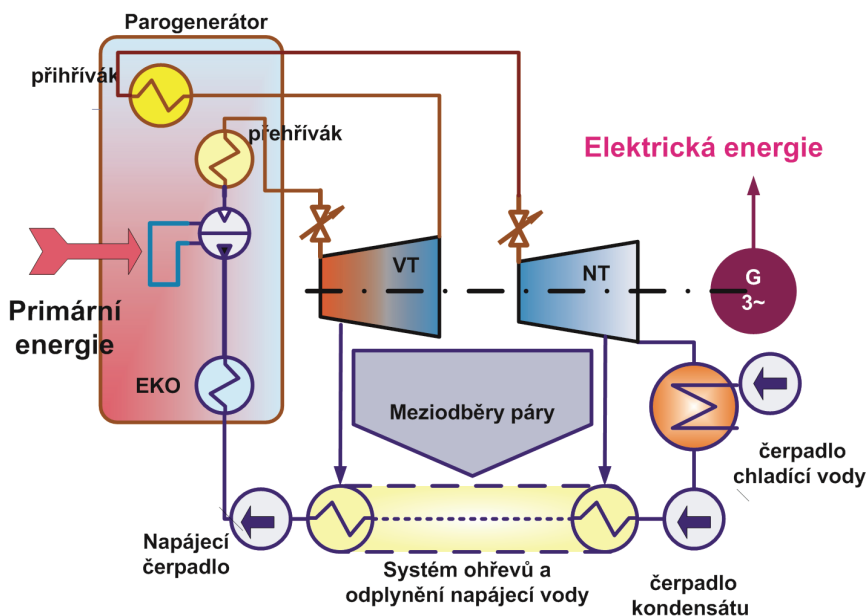 Parogenerátor
přihřívák
přehřívák
Elektrická energie
VT
NT
G
3~
Primární
energie
EKO
Meziodběry páry
čerpadlo
chladící vody
Napájecí
čerpadlo
Systém ohřevů a
odplynění napájecí vody
čerpadlo
kondensátu